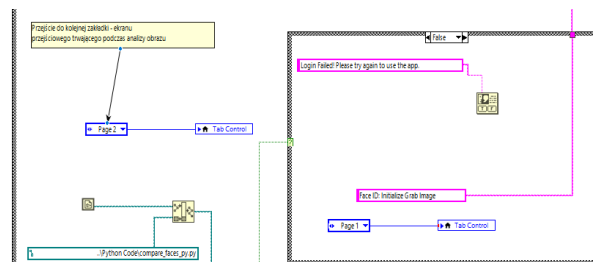 Przejście do kolejnej zakładki - ekranu
przejściowego trwającego podczas analizy obrazu
Page 2
Tab Control
..\Python Code\compare_faces_py.py
False
Login Failed! Please try again to use the app.
Face ID: Initialize Grab Image
Page 1
Tab Control